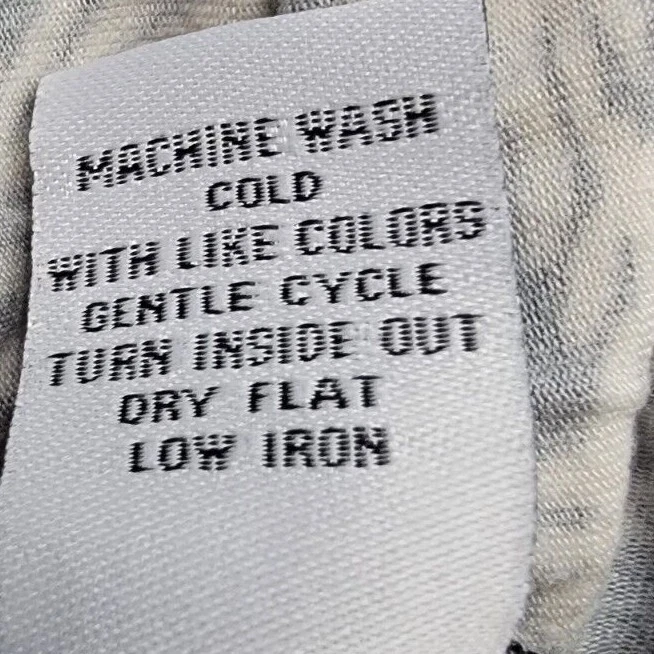 MACHINE WASH
COLD
WITH LIKE COLORS
GENTLE CYCLE
TURN INSIDE OUT
DRY FLAT
LOW IRON